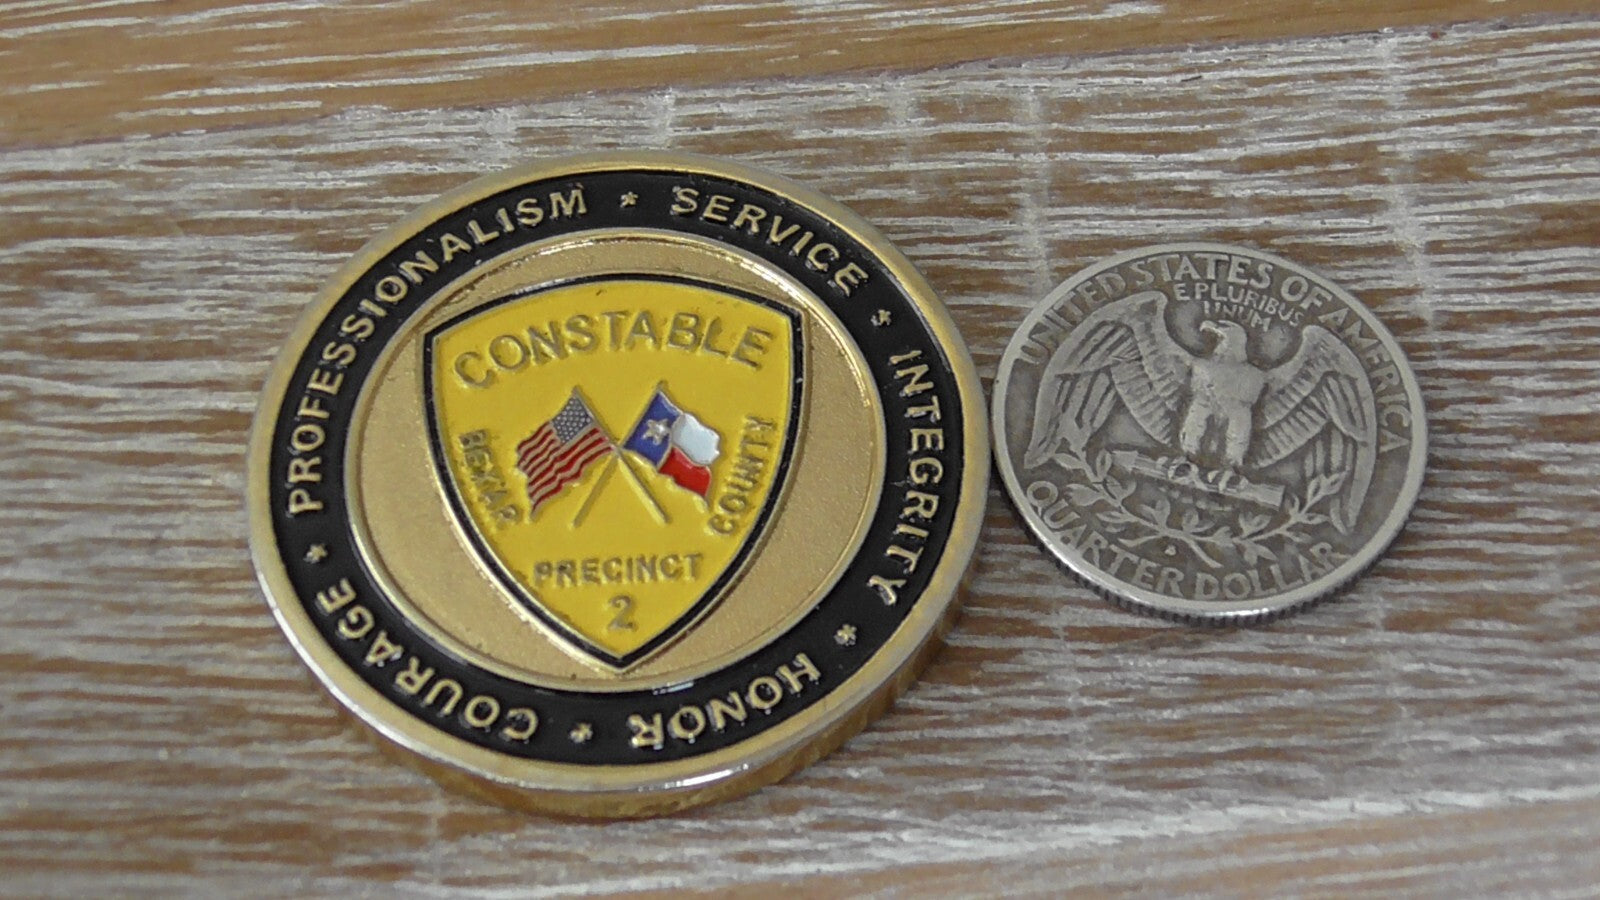 PROFESSIONALISM * SERVICE * INTEGRITY * HONOR * COURAGE *
CONSTABLE
BEXAR
COUNTY
PRECINCT
2
UNITED STATES OF AMERICA
E PLURIBUS
UNUM
QUARTER DOLLAR